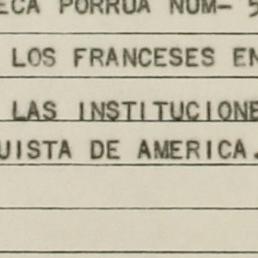 ECA PORRUA NUM- 5
LOS FRANCESES EN
LAS INSTITUCIONE
UISTA DE AMERICA.